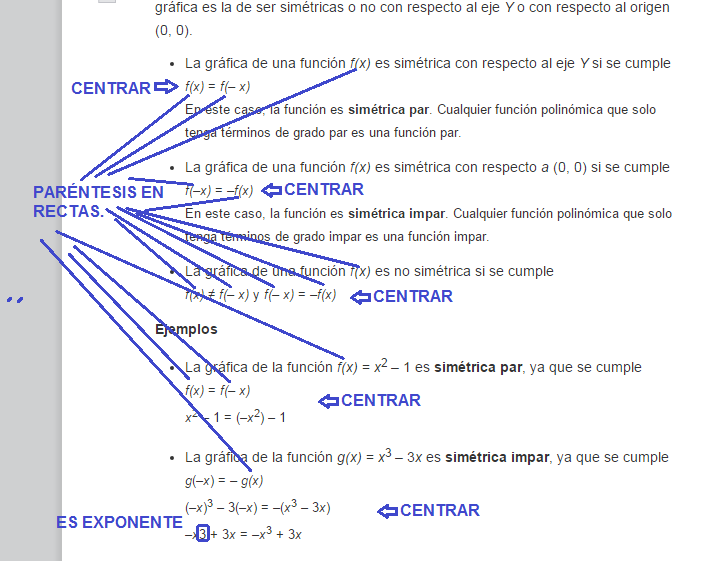 gráfica es la de ser simétricas o no con respecto al eje Y o con respecto al origen
(0, 0).
• La gráfica de una función f(x) es simétrica con respecto al eje Y si se cumple
CENTRAR f(x) = f(– x)
En este caso, la función es simétrica par. Cualquier función polinómica que solo
tenga términos de grado par es una función par.
• La gráfica de una función f(x) es simétrica con respecto a (0, 0) si se cumple
PARÉNTESIS EN
RECTAS.
f(–x) = –f(x) CENTRAR
En este caso, la función es simétrica impar. Cualquier función polinómica que solo
tenga términos de grado impar es una función impar.
• La gráfica de una función f(x) es no simétrica si se cumple
f(x) ≠ f(– x) y f(– x) = –f(x) CENTRAR
Ejemplos
• La gráfica de la función f(x) = x² – 1 es simétrica par, ya que se cumple
f(x) = f(– x)
CENTRAR
x² – 1 = (–x²) – 1
• La gráfica de la función g(x) = x³ – 3x es simétrica impar, ya que se cumple
g(–x) = – g(x)
(–x)³ – 3(–x) = –(x³ – 3x) CENTRAR
ES EXPONENTE
–x3 + 3x = –x³ + 3x